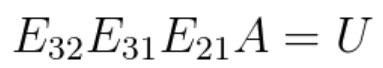 E₃₂E₃₁E₂₁A = U